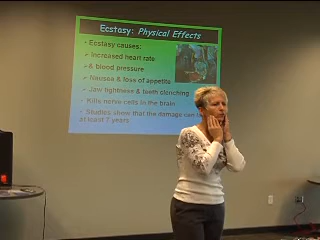 Ecstasy: Physical Effects
• Ecstasy causes:
➢ Increased heart rate
➢ & blood pressure
➢ Nausea & loss of appetite
➢ Jaw tightness & teeth clenching
• Kills nerve cells in the brain
• Studies show that the damage can
at least 7 years